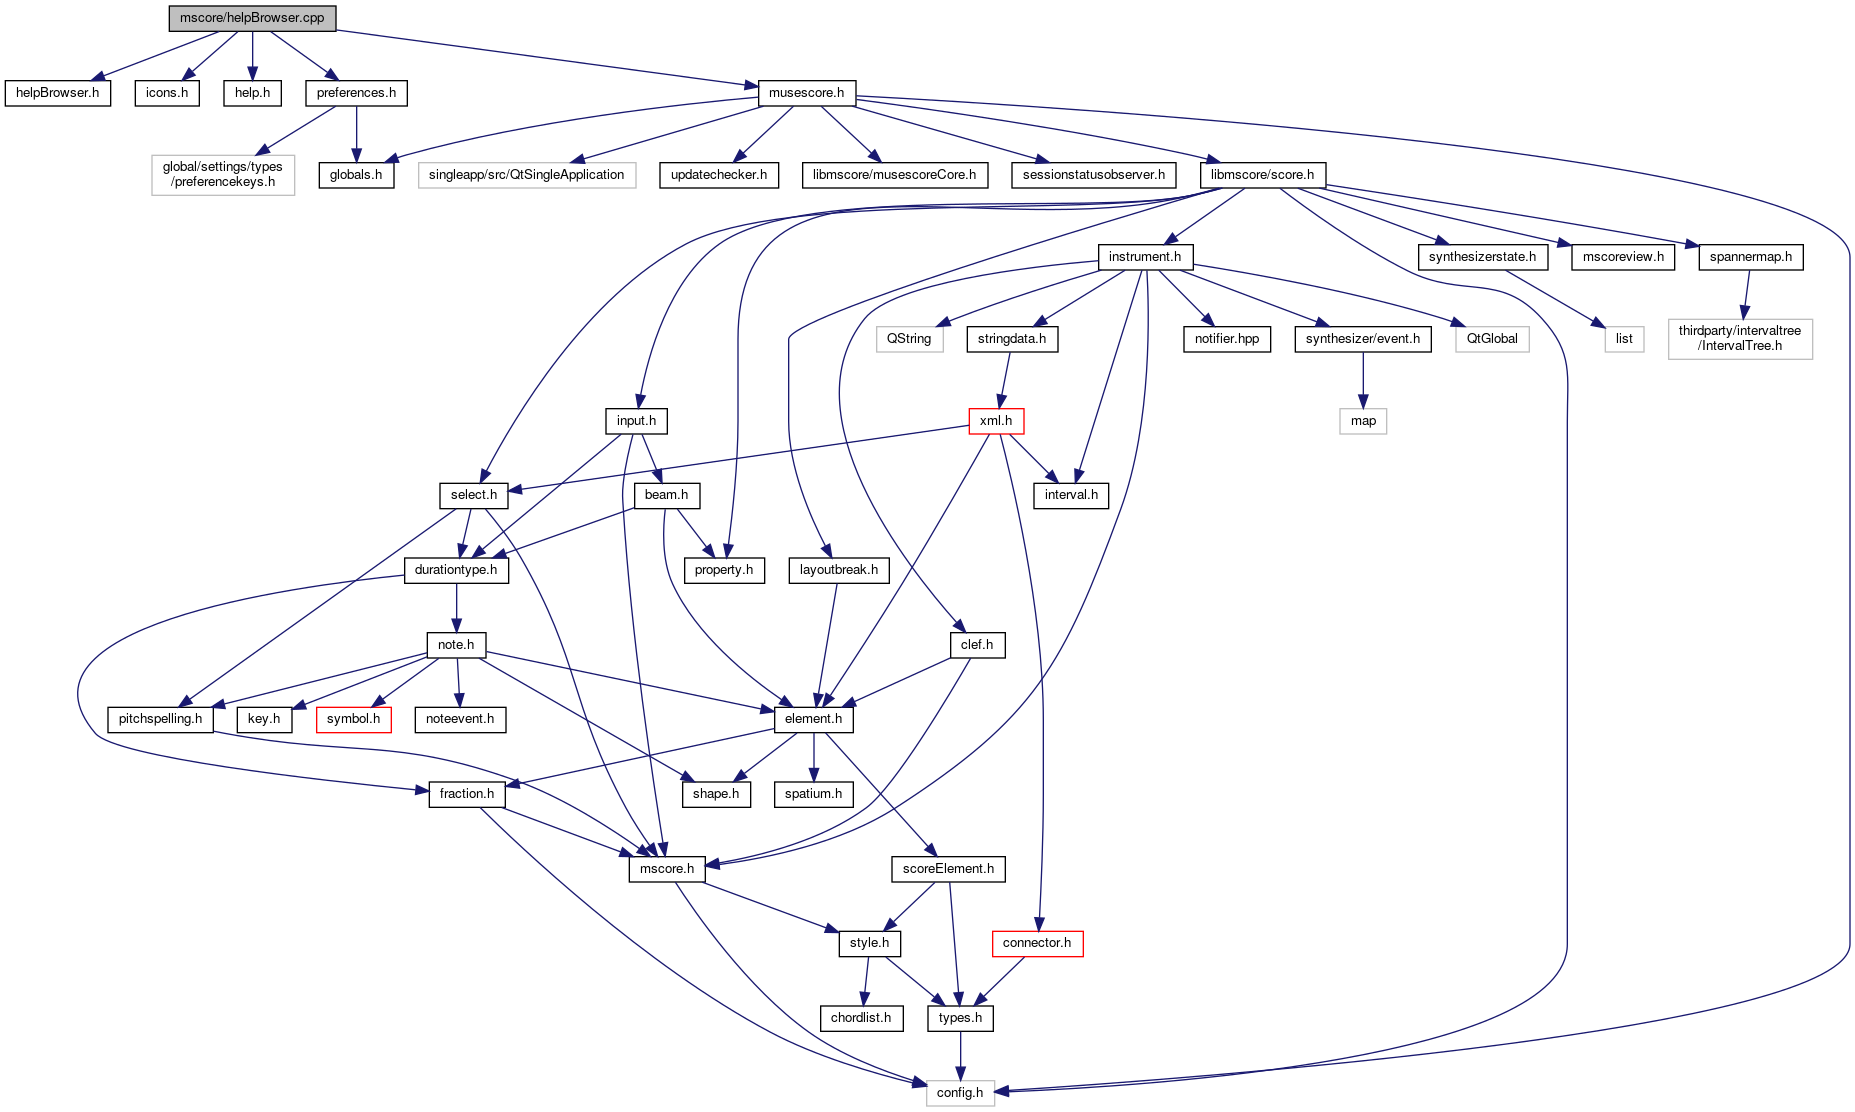 mscore/helpBrowser.cpp
helpBrowser.h
icons.h
help.h
preferences.h
musescore.h
global/settings/types
/preferencekeys.h
globals.h
singleapp/src/QtSingleApplication
updatechecker.h
libmscore/musescoreCore.h
sessionstatusobserver.h
libmscore/score.h
instrument.h
synthesizerstate.h
mscoreview.h
spannermap.h
QString
stringdata.h
notifier.hpp
synthesizer/event.h
QtGlobal
list
thirdparty/intervaltree
/IntervalTree.h
input.h
xml.h
map
select.h
beam.h
interval.h
durationtype.h
property.h
layoutbreak.h
note.h
clef.h
pitchspelling.h
key.h
symbol.h
noteevent.h
element.h
fraction.h
shape.h
spatium.h
mscore.h
scoreElement.h
style.h
connector.h
chordlist.h
types.h
config.h